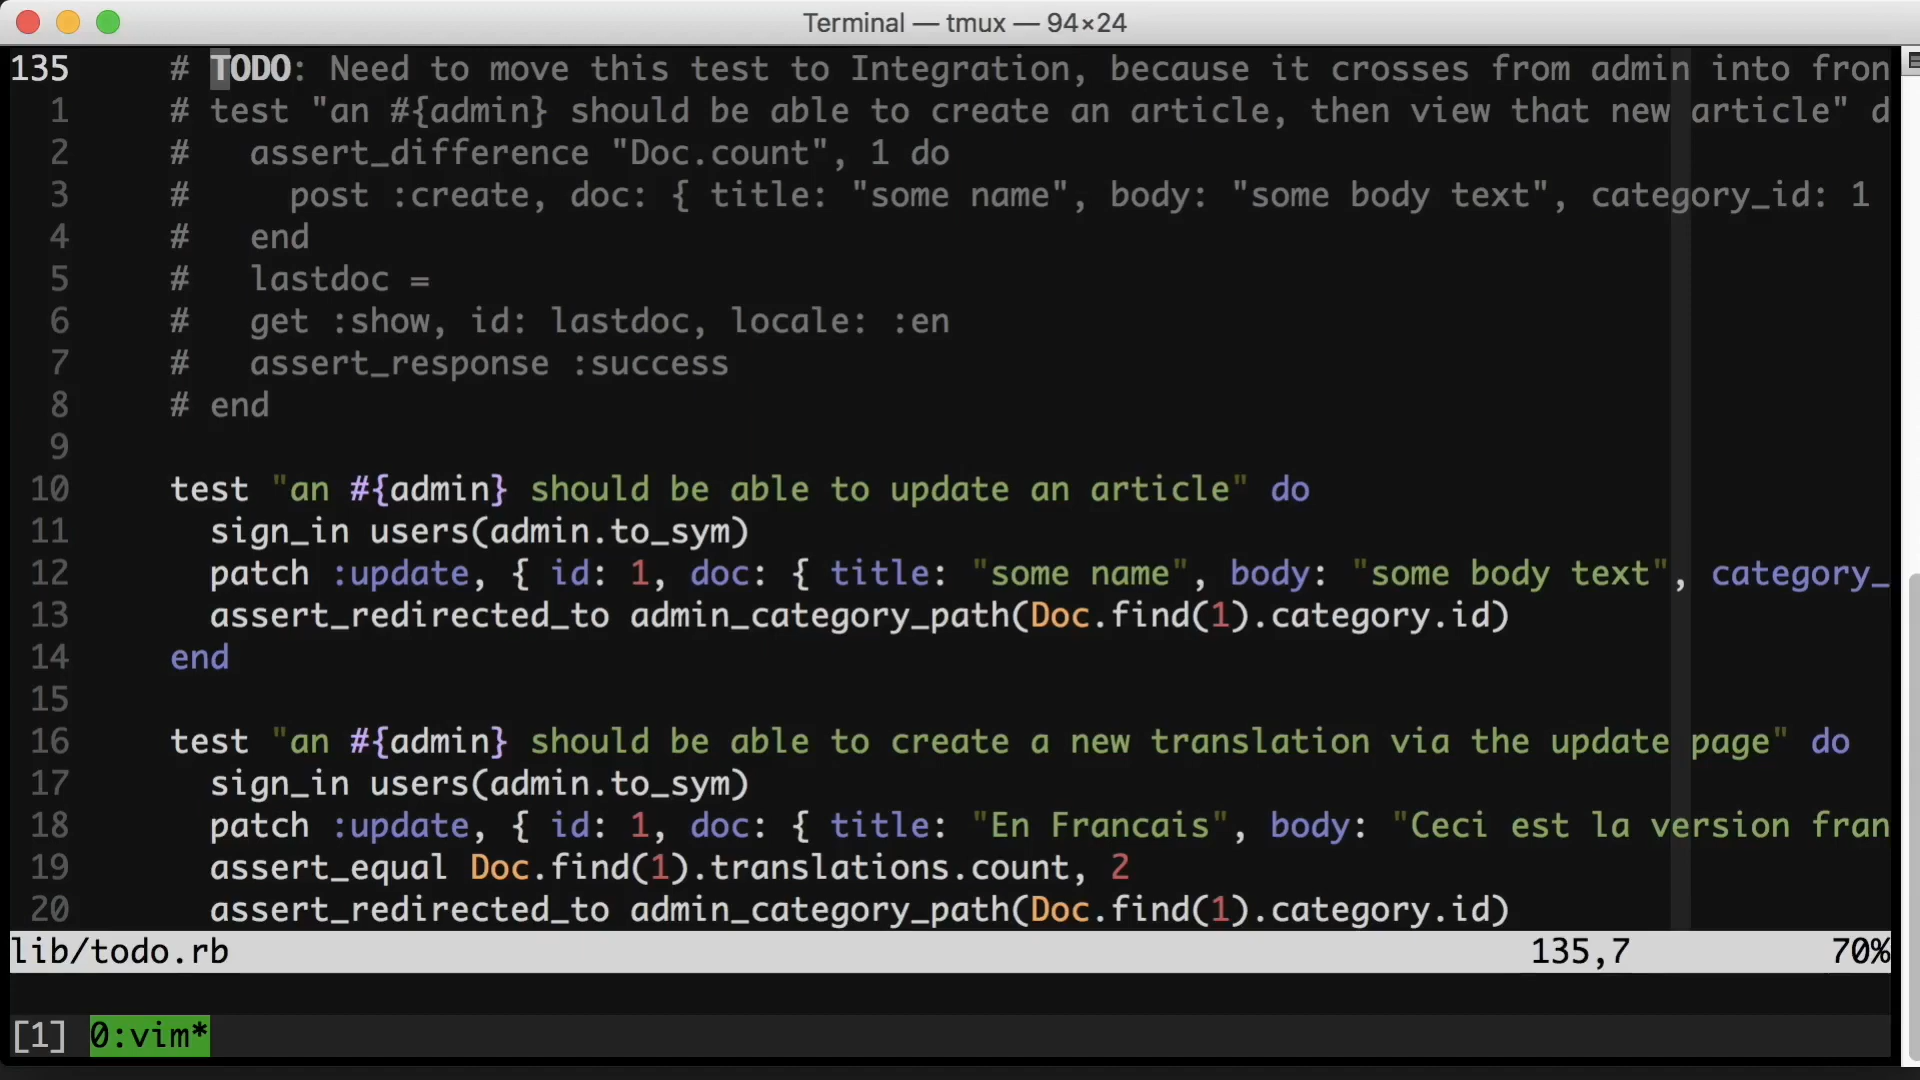 Terminal — tmux — 94×24
135     # TODO: Need to move this test to Integration, because it crosses from admin into fron
  1     # test "an #{admin} should be able to create an article, then view that new article" d
  2     #   assert_difference "Doc.count", 1 do
  3     #     post :create, doc: { title: "some name", body: "some body text", category_id: 1
  4     #   end
  5     #   lastdoc =
  6     #   get :show, id: lastdoc, locale: :en
  7     #   assert_response :success
  8     # end
  9
 10     test "an #{admin} should be able to update an article" do
 11       sign_in users(admin.to_sym)
 12       patch :update, { id: 1, doc: { title: "some name", body: "some body text", category_
 13       assert_redirected_to admin_category_path(Doc.find(1).category.id)
 14     end
 15
 16     test "an #{admin} should be able to create a new translation via the update page" do
 17       sign_in users(admin.to_sym)
 18       patch :update, { id: 1, doc: { title: "En Francais", body: "Ceci est la version fran
 19       assert_equal Doc.find(1).translations.count, 2
 20       assert_redirected_to admin_category_path(Doc.find(1).category.id)
lib/todo.rb 135,7 70%
[1] 0:vim*